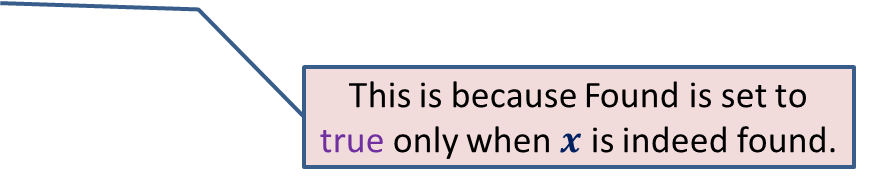 This is because Found is set to
true only when x is indeed found.